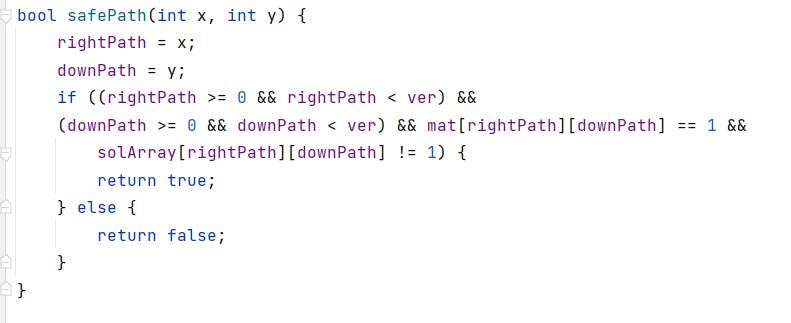 bool safePath(int x, int y) {
    rightPath = x;
    downPath = y;
    if ((rightPath >= 0 && rightPath < ver) &&
    (downPath >= 0 && downPath < ver) && mat[rightPath][downPath] == 1 &&
        solArray[rightPath][downPath] != 1) {
        return true;
    } else {
        return false;
    }
}